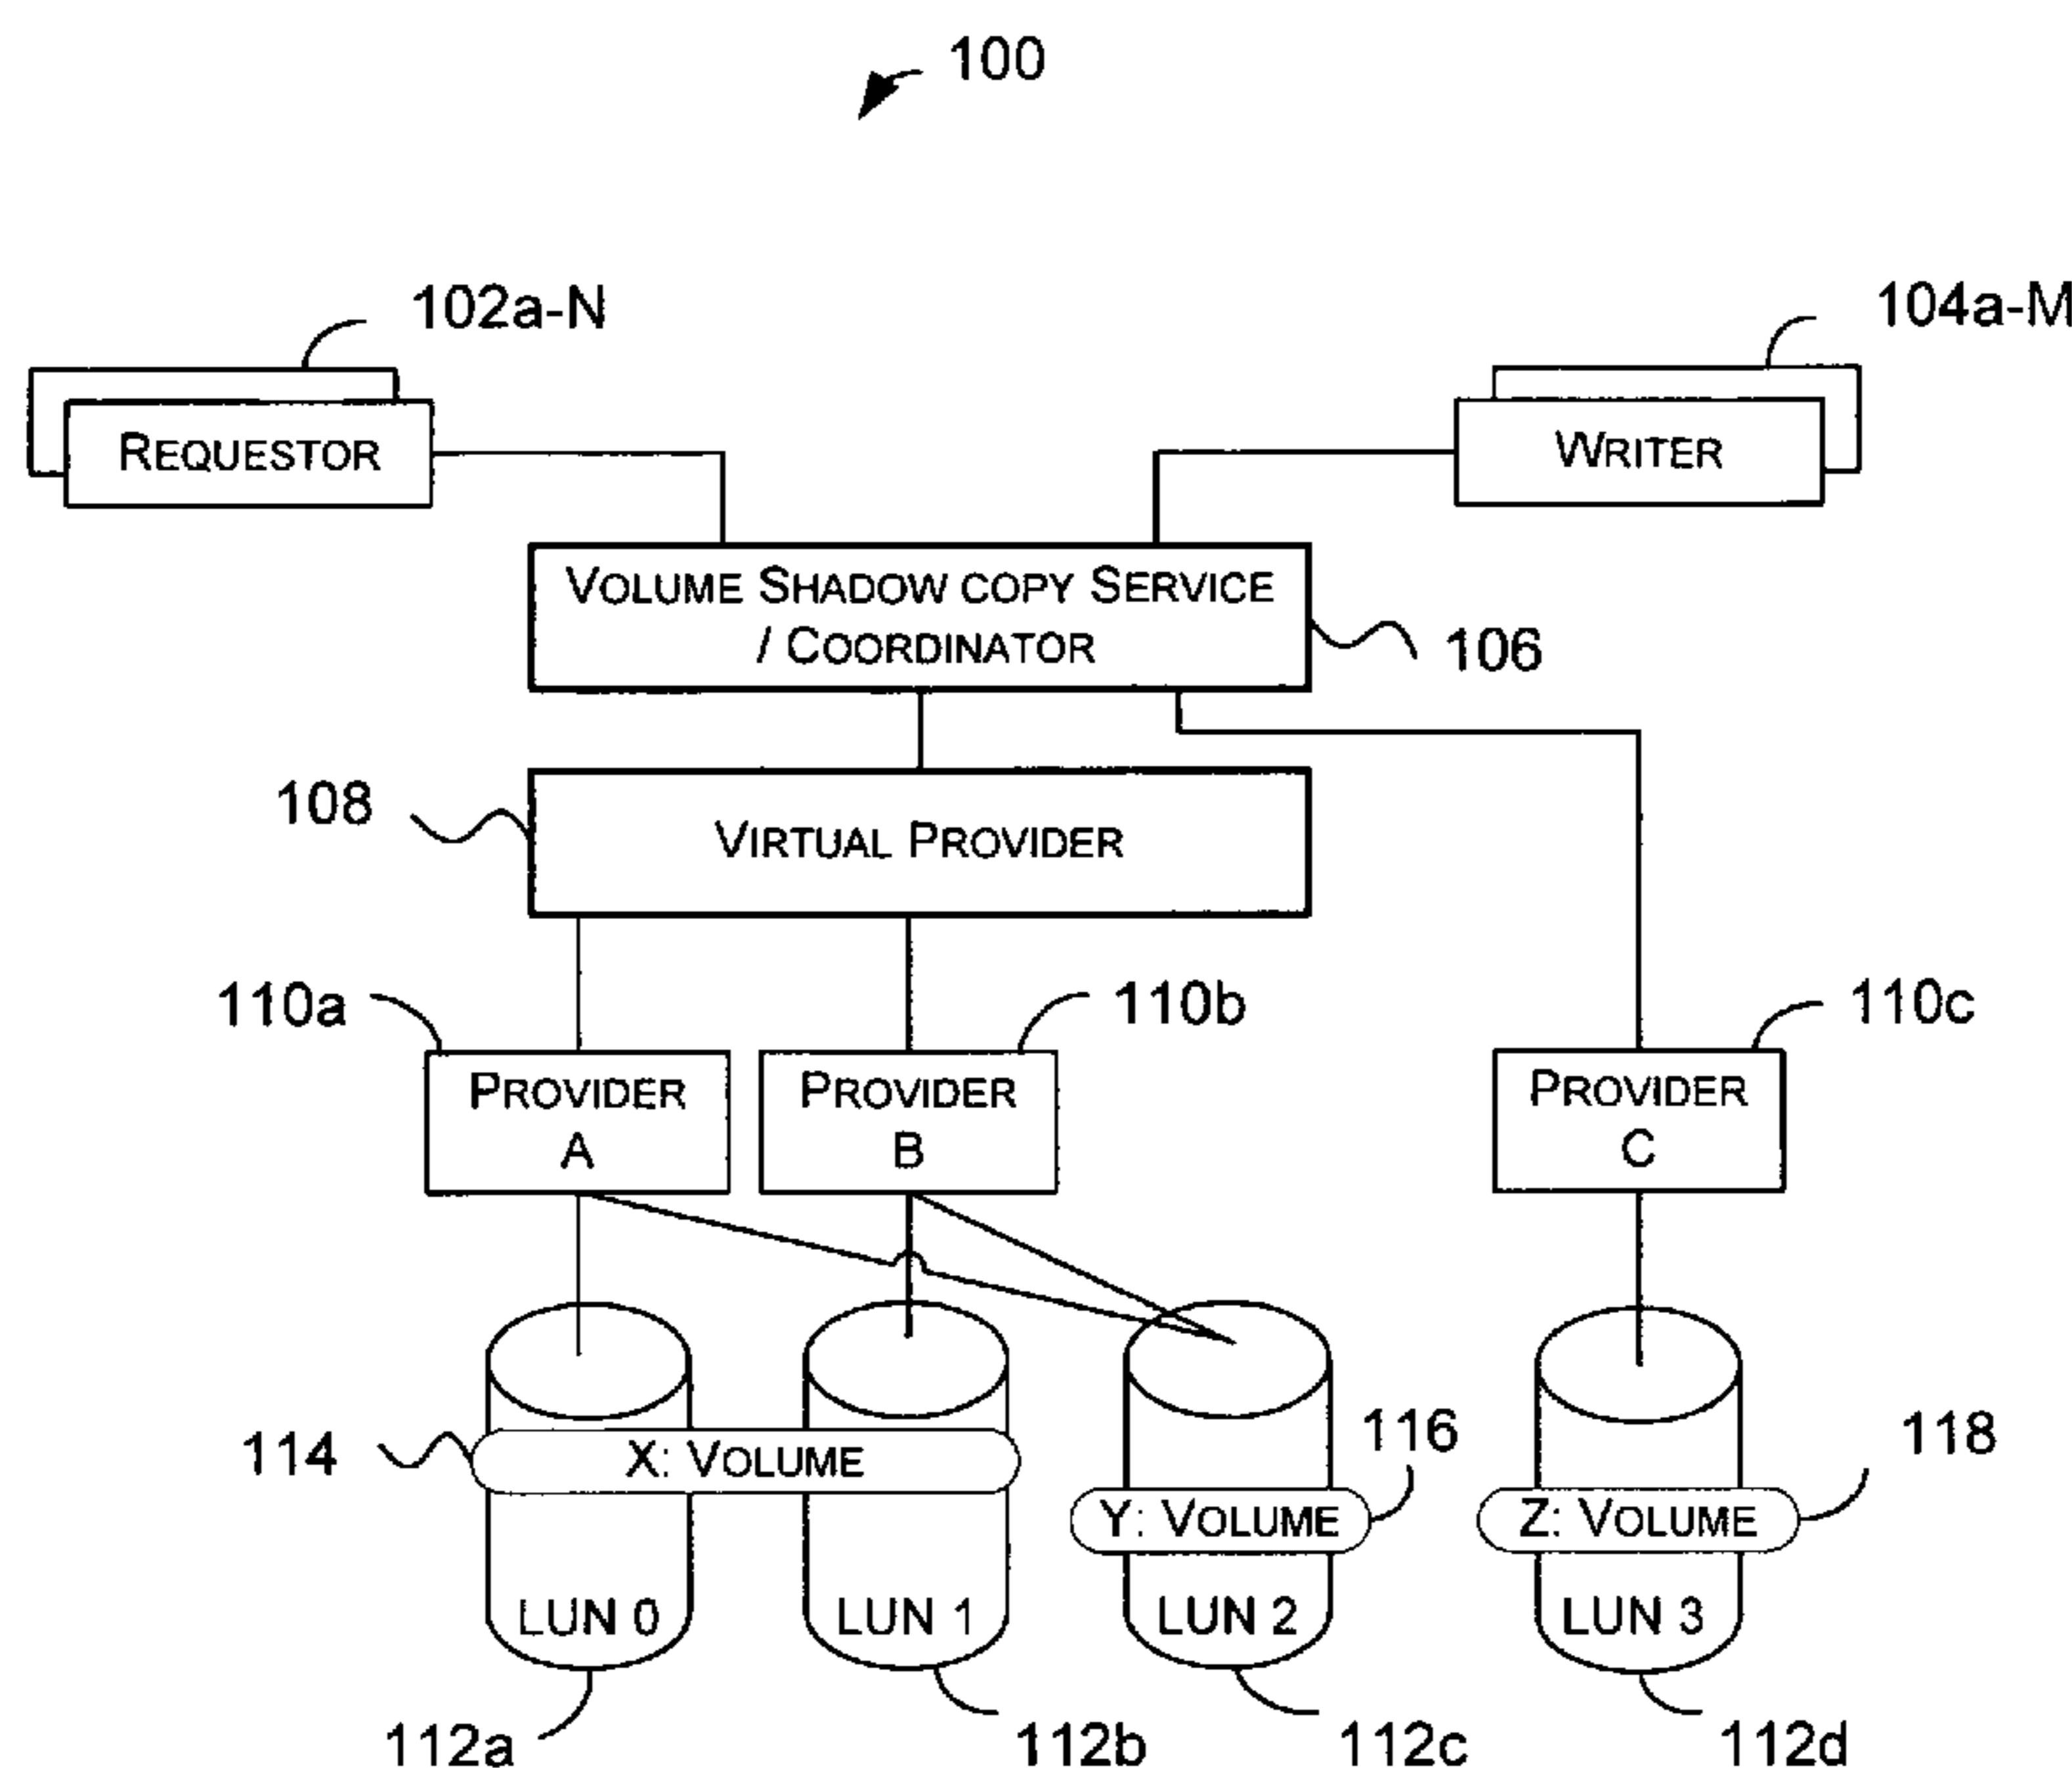 100
102a-N
104a-M
REQUESTOR
WRITER
VOLUME SHADOW COPY SERVICE
/ COORDINATOR
106
108
VIRTUAL PROVIDER
110a
110b
110c
PROVIDER
A
PROVIDER
B
PROVIDER
C
114
X: VOLUME
116
118
Y: VOLUME
Z: VOLUME
LUN 0
LUN 1
LUN 2
LUN 3
112a
112b
112c
112d